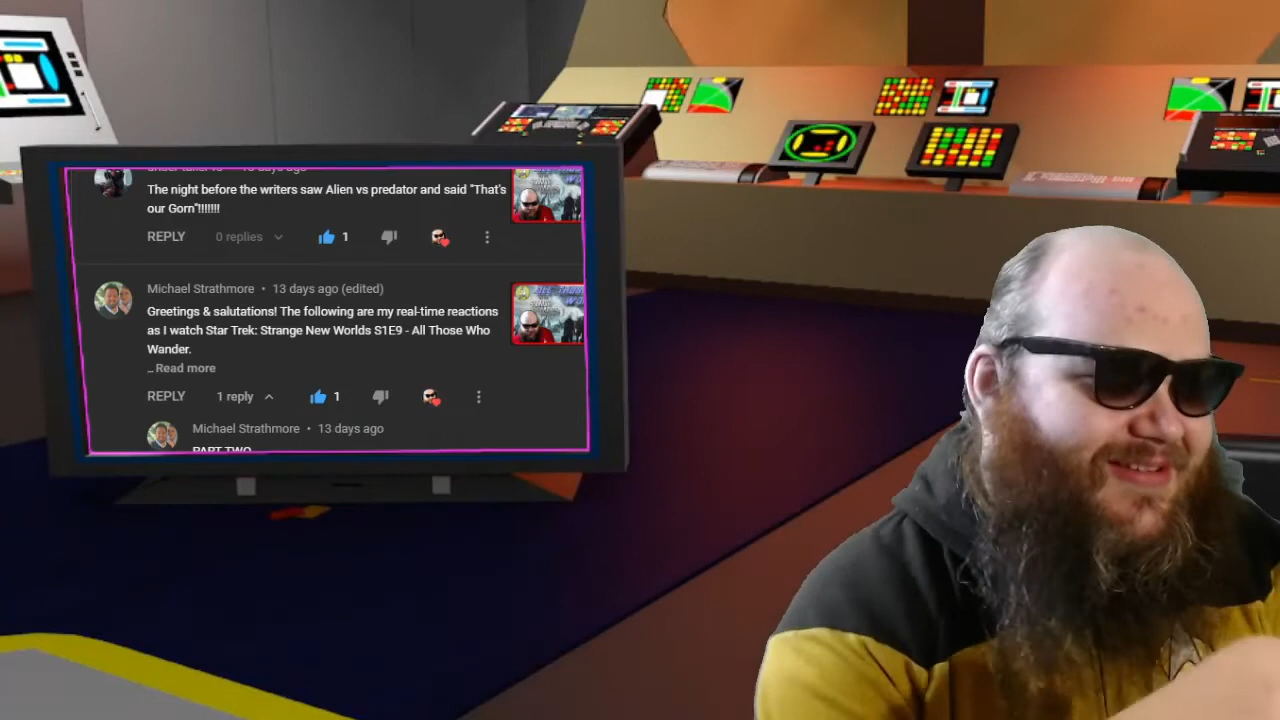 The night before the writers saw Alien vs predator and said "That's
our Gorn"!!!!!!!
REPLY 0 replies 1
Michael Strathmore • 13 days ago (edited)
Greetings & salutations! The following are my real-time reactions
as I watch Star Trek: Strange New Worlds S1E9 - All Those Who
Wander.
... Read more
REPLY 1 reply 1
Michael Strathmore • 13 days ago
PART TWO